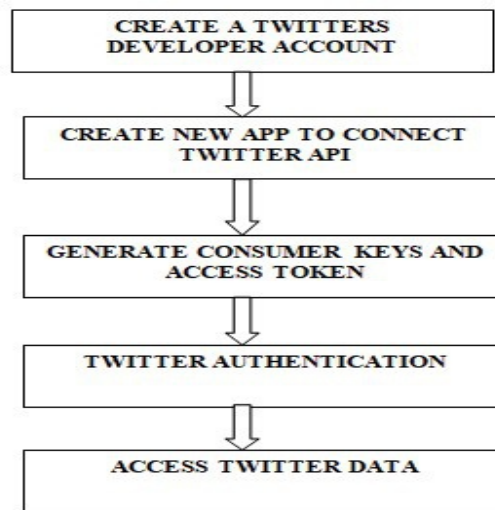 CREATE A TWITTERS
DEVELOPER ACCOUNT
CREATE NEW APP TO CONNECT
TWITTER API
GENERATE CONSUMER KEYS AND
ACCESS TOKEN
TWITTER AUTHENTICATION
ACCESS TWITTER DATA